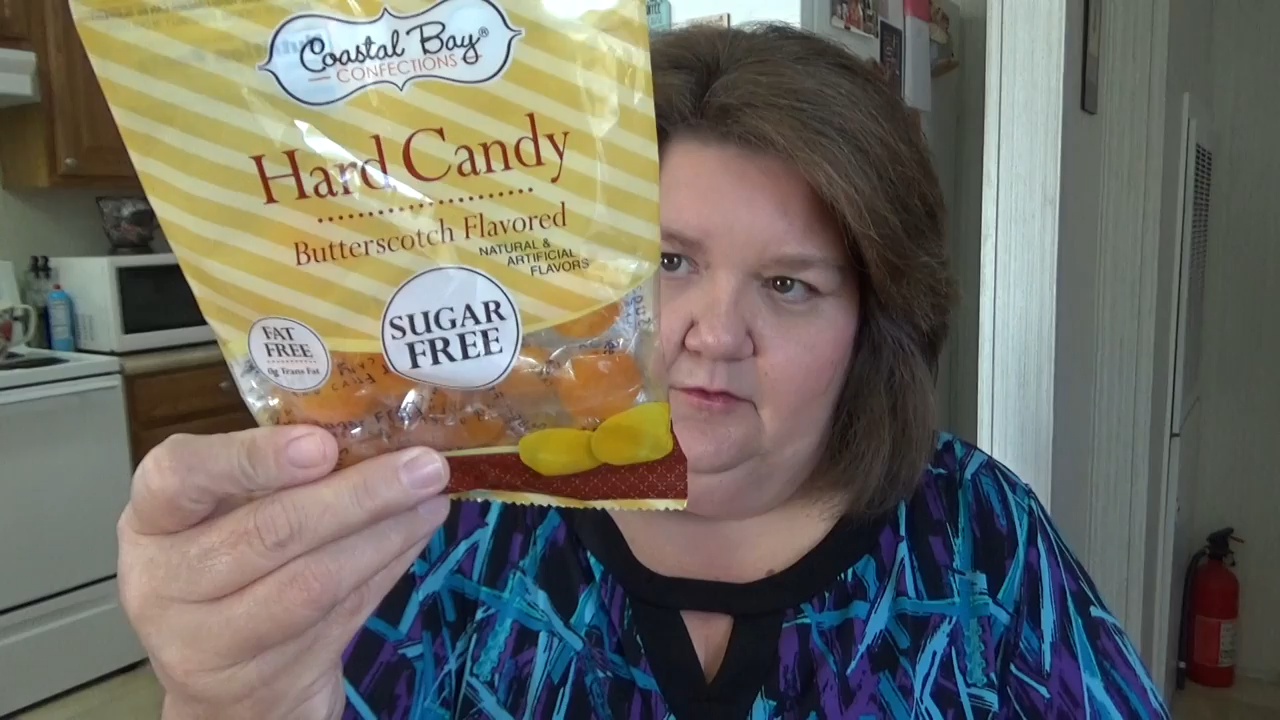 Coastal Bay®
CONFECTIONS
Hard Candy
Butterscotch Flavored
NATURAL &
ARTIFICIAL
FLAVORS
SUGAR
FREE
FAT
FREE
0g Trans Fat